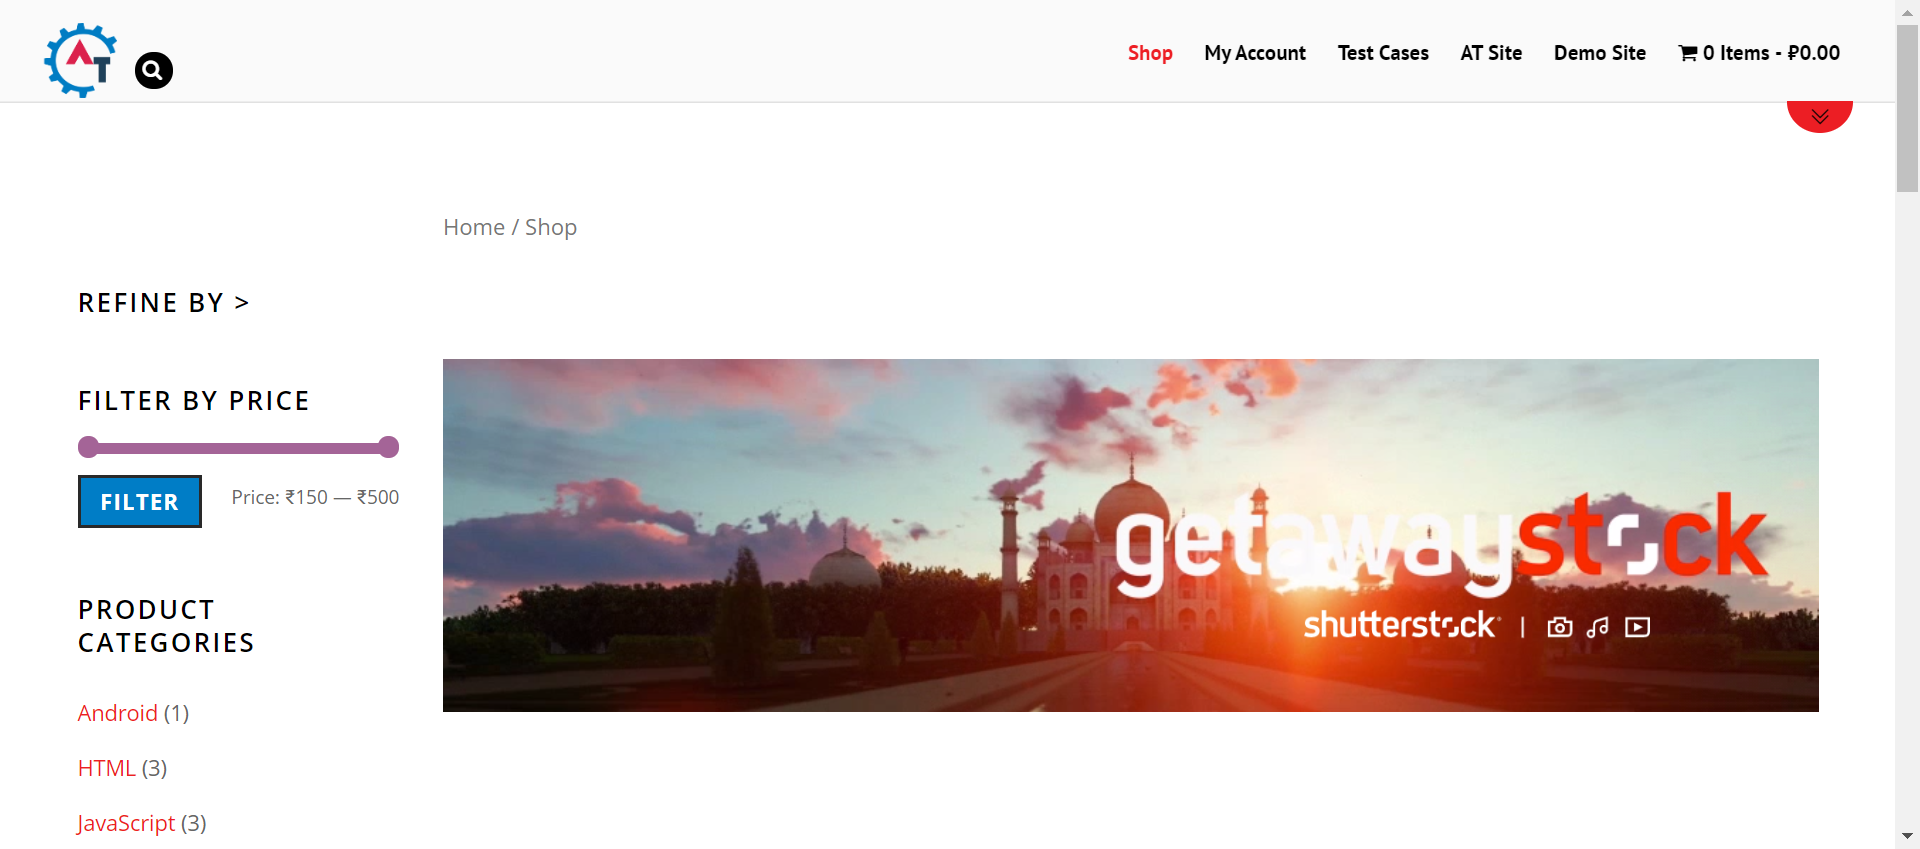 AT
Shop
My Account
Test Cases
AT Site
Demo Site
0 Items - ₽0.00
Home / Shop
REFINE BY >
FILTER BY PRICE
FILTER
Price: ₹150 — ₹500
PRODUCT
CATEGORIES
Android (1)
HTML (3)
JavaScript (3)
getawaystock
shutterstock |